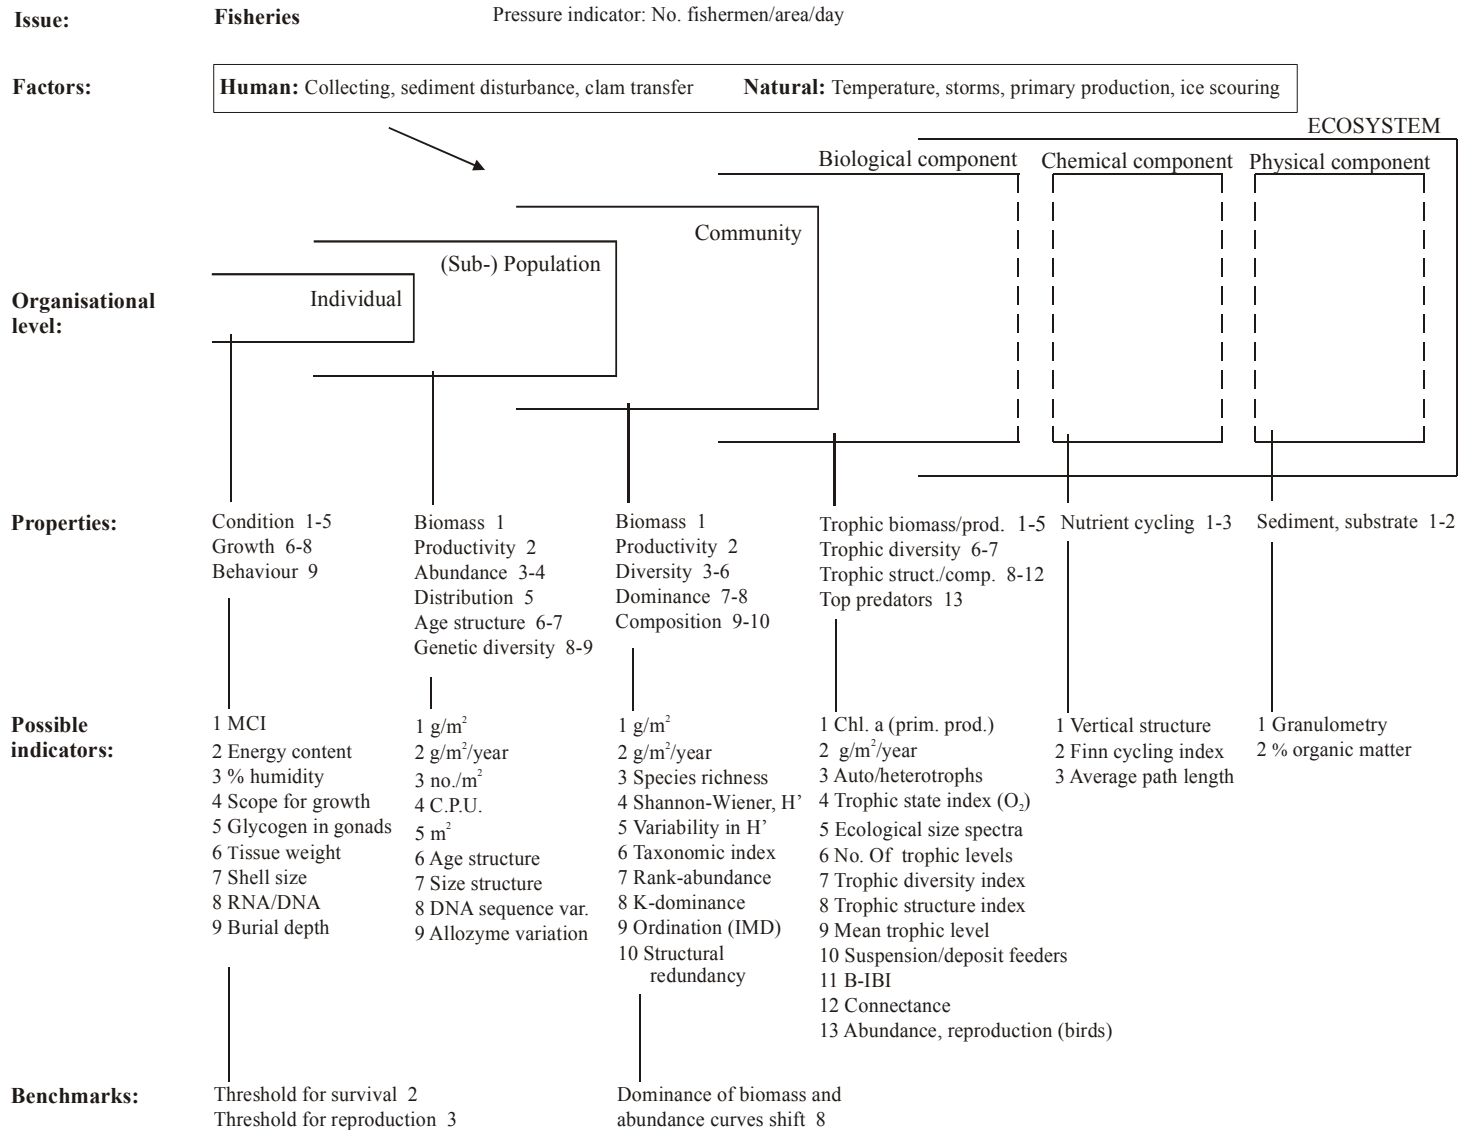 Issue: Fisheries Pressure indicator: No. fishermen/area/day
Factors: Human: Collecting, sediment disturbance, clam transfer Natural: Temperature, storms, primary production, ice scouring
ECOSYSTEM
Biological component Chemical component Physical component
Community
(Sub-) Population
Individual
Organisational
level:
Properties:
Condition 1-5
Growth 6-8
Behaviour 9
Biomass 1
Productivity 2
Abundance 3-4
Distribution 5
Age structure 6-7
Genetic diversity 8-9
Biomass 1
Productivity 2
Diversity 3-6
Dominance 7-8
Composition 9-10
Trophic biomass/prod. 1-5
Trophic diversity 6-7
Trophic struct./comp. 8-12
Top predators 13
Nutrient cycling 1-3
Sediment, substrate 1-2
Possible
indicators:
1 MCI
2 Energy content
3 % humidity
4 Scope for growth
5 Glycogen in gonads
6 Tissue weight
7 Shell size
8 RNA/DNA
9 Burial depth
1 g/m²
2 g/m²/year
3 no./m²
4 C.P.U.
5 m²
6 Age structure
7 Size structure
8 DNA sequence var.
9 Allozyme variation
1 g/m²
2 g/m²/year
3 Species richness
4 Shannon-Wiener, H’
5 Variability in H’
6 Taxonomic index
7 Rank-abundance
8 K-dominance
9 Ordination (IMD)
10 Structural
redundancy
1 Chl. a (prim. prod.)
2 g/m²/year
3 Auto/heterotrophs
4 Trophic state index (O₂)
5 Ecological size spectra
6 No. Of trophic levels
7 Trophic diversity index
8 Trophic structure index
9 Mean trophic level
10 Suspension/deposit feeders
11 B-IBI
12 Connectance
13 Abundance, reproduction (birds)
1 Vertical structure
2 Finn cycling index
3 Average path length
1 Granulometry
2 % organic matter
Benchmarks:
Threshold for survival 2
Threshold for reproduction 3
Dominance of biomass and
abundance curves shift 8